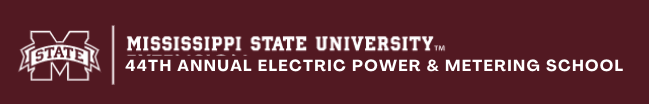 STATE
MISSISSIPPI STATE UNIVERSITY™
44TH ANNUAL ELECTRIC POWER & METERING SCHOOL